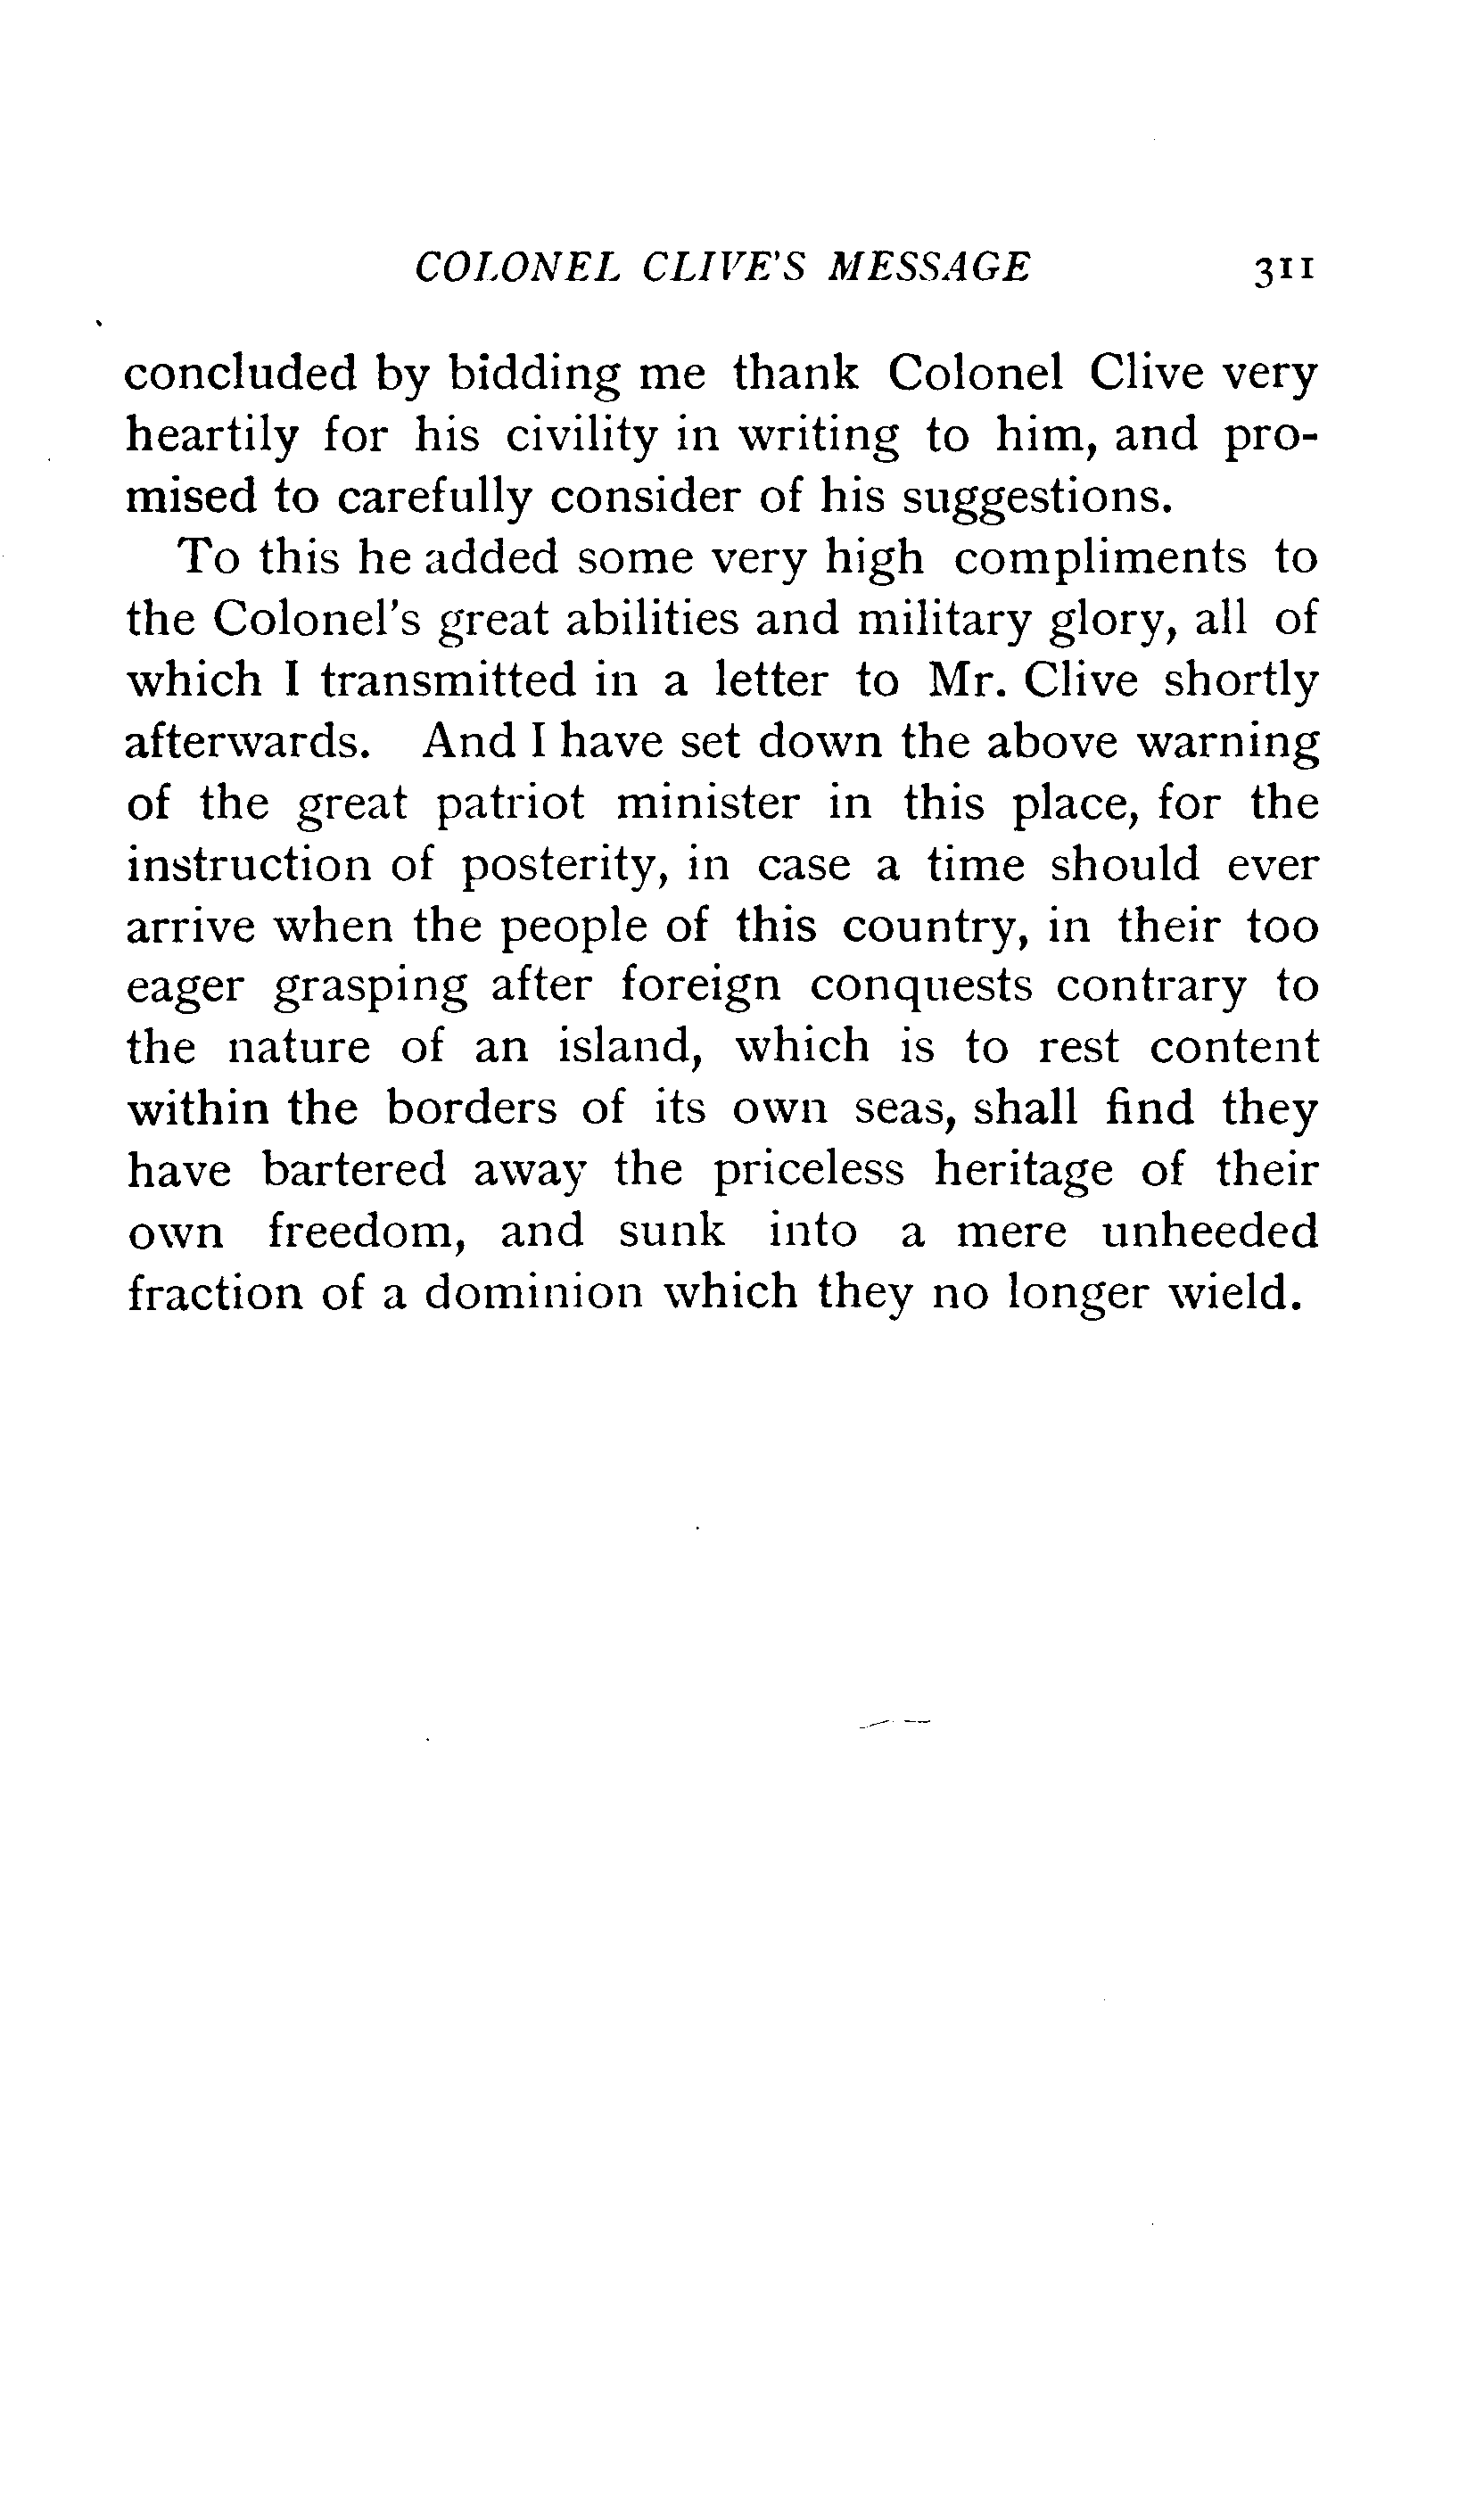 COLONEL CLIVE'S MESSAGE 311
concluded by bidding me thank Colonel Clive very
heartily for his civility in writing to him, and pro-
mised to carefully consider of his suggestions.
To this he added some very high compliments to
the Colonel's great abilities and military glory, all of
which I transmitted in a letter to Mr. Clive shortly
afterwards. And I have set down the above warning
of the great patriot minister in this place, for the
instruction of posterity, in case a time should ever
arrive when the people of this country, in their too
eager grasping after foreign conquests contrary to
the nature of an island, which is to rest content
within the borders of its own seas, shall find they
have bartered away the priceless heritage of their
own freedom, and sunk into a mere unheeded
fraction of a dominion which they no longer wield.